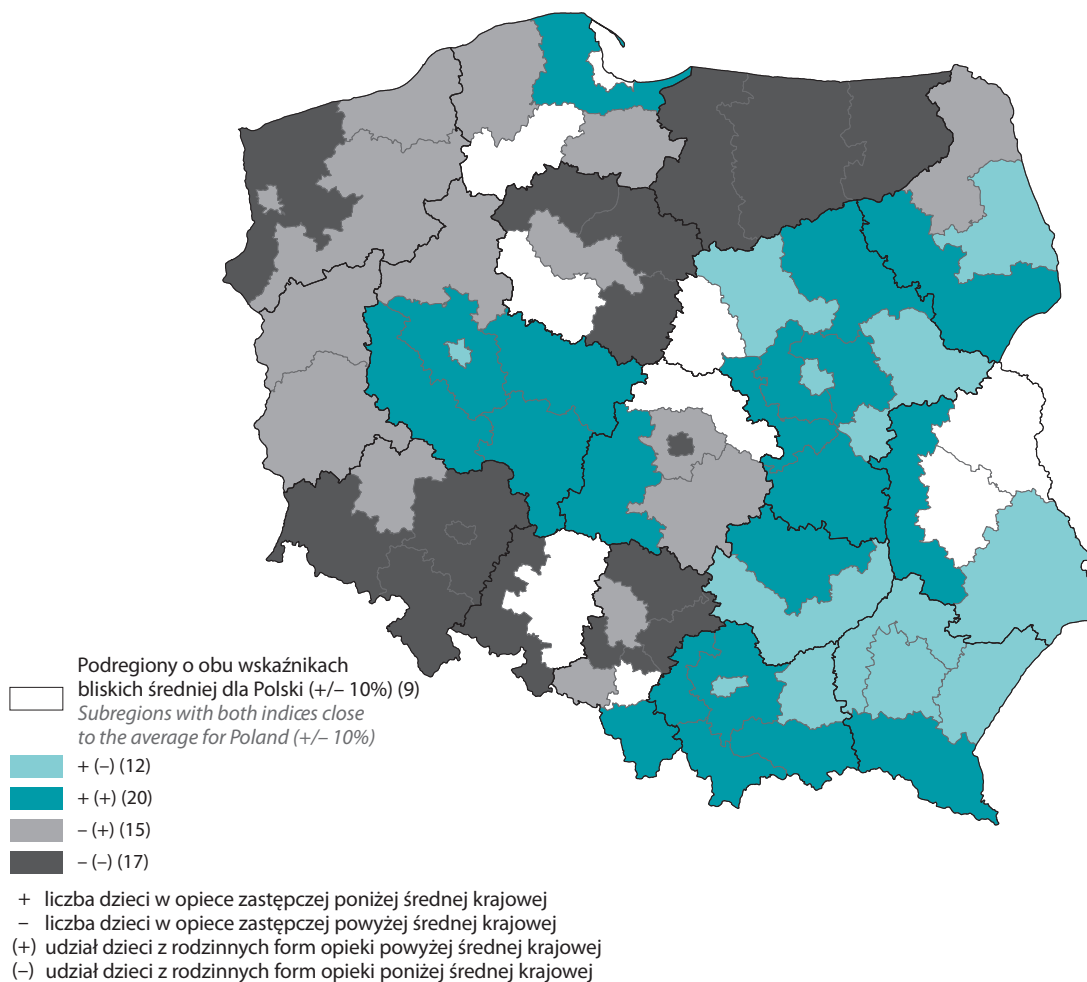 Podregiony o obu wskaźnikach
bliskich średniej dla Polski (+/– 10%) (9)
Subregions with both indices close
to the average for Poland (+/– 10%)
+ (–) (12)
+ (+) (20)
– (+) (15)
– (–) (17)
+ liczba dzieci w opiece zastępczej poniżej średniej krajowej
– liczba dzieci w opiece zastępczej powyżej średniej krajowej
(+) udział dzieci z rodzinnych form opieki powyżej średniej krajowej
(–) udział dzieci z rodzinnych form opieki poniżej średniej krajowej